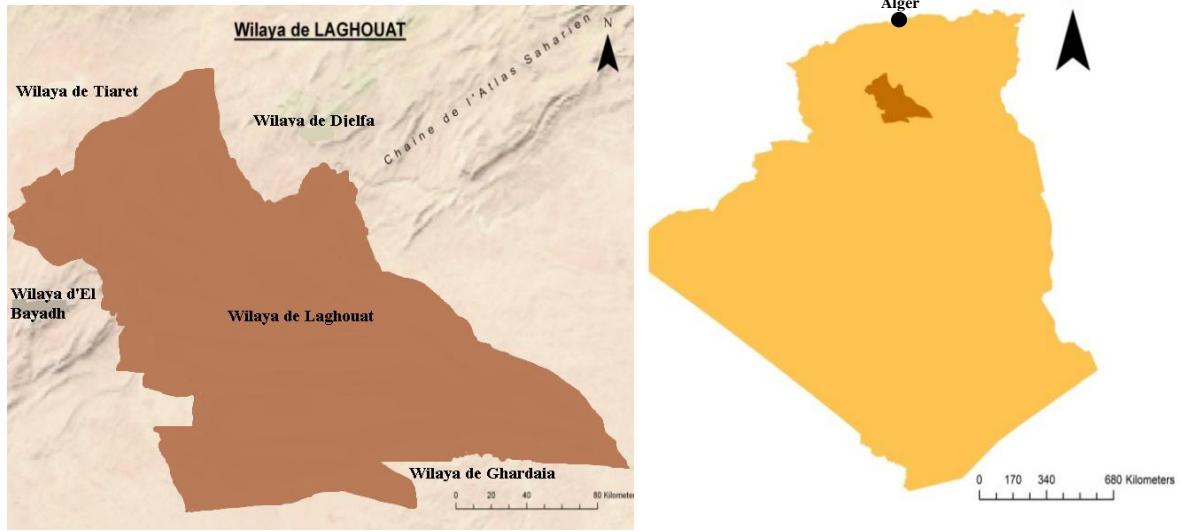 Wilaya de LAGHOUAT
N
Wilaya de Tiaret
Wilaya de Djelfa
Chaine de l'Atlas Saharien
Wilaya d'El
Bayadh
Wilaya de Laghouat
Wilaya de Ghardaia
0 20 40 80 Kilometers
Alger
0 170 340 680 Kilometers